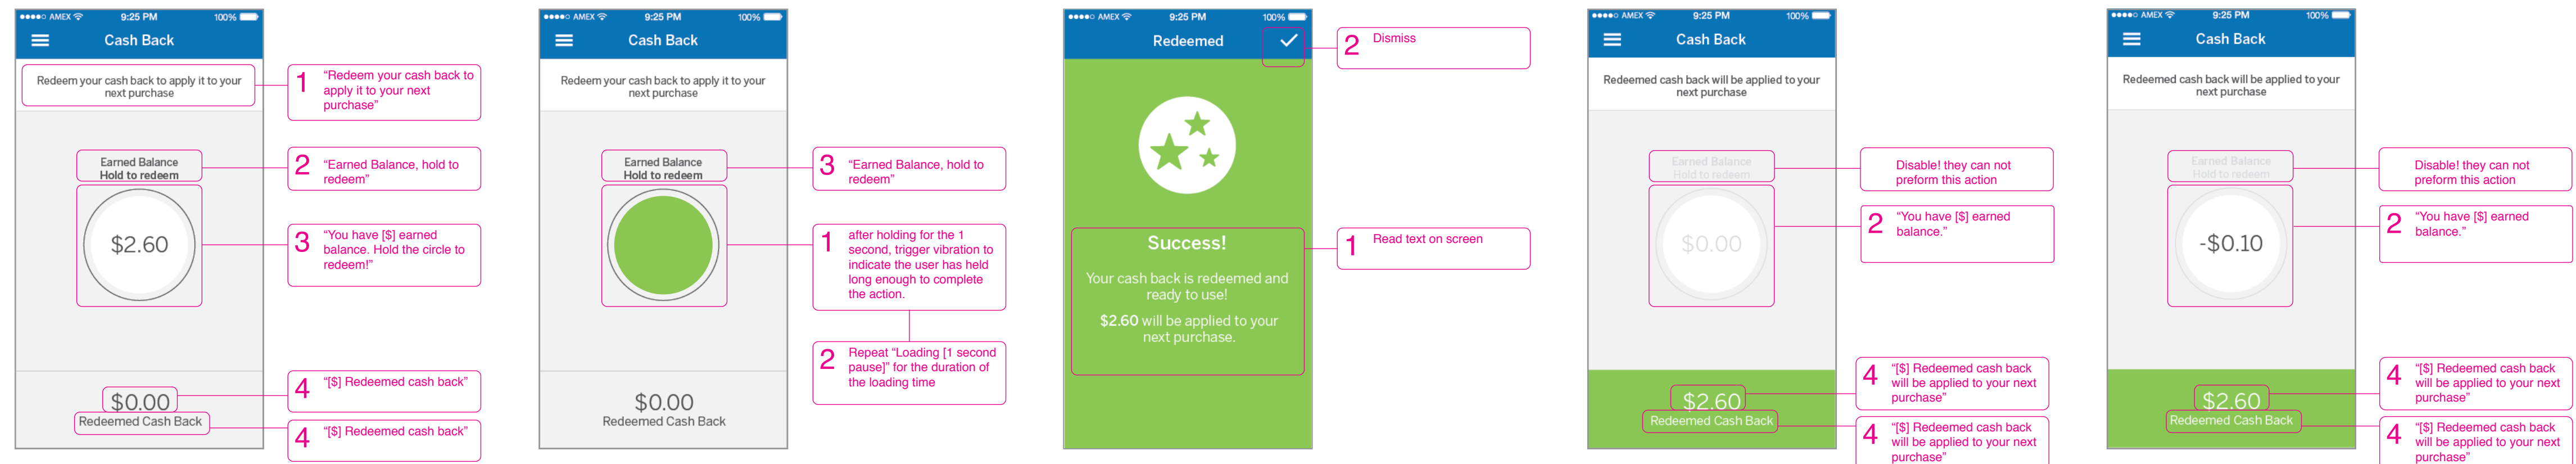 ●●●●○ AMEX 9:25 PM 100%
Cash Back
Redeem your cash back to apply it to your
next purchase
Earned Balance
Hold to redeem
$2.60
$0.00
Redeemed Cash Back
1
“Redeem your cash back to
apply it to your next
purchase”
2
“Earned Balance, hold to
redeem”
3
“You have [$] earned
balance. Hold the circle to
redeem!”
4
“[$] Redeemed cash back”
4
“[$] Redeemed cash back”
●●●●○ AMEX 9:25 PM 100%
Cash Back
Redeem your cash back to apply it to your
next purchase
Earned Balance
Hold to redeem
$0.00
Redeemed Cash Back
3
“Earned Balance, hold to
redeem”
1
after holding for the 1
second, trigger vibration to
indicate the user has held
long enough to complete
the action.
2
Repeat “Loading [1 second
pause]” for the duration of
the loading time
●●●●○ AMEX 9:25 PM 100%
Redeemed
Success!
Your cash back is redeemed and
ready to use!
$2.60 will be applied to your
next purchase.
2
Dismiss
1
Read text on screen
●●●●○ AMEX 9:25 PM 100%
Cash Back
Redeemed cash back will be applied to your
next purchase
Earned Balance
Hold to redeem
$0.00
$2.60
Redeemed Cash Back
Disable! they can not
preform this action
2
“You have [$] earned
balance.”
4
“[$] Redeemed cash back
will be applied to your next
purchase”
4
“[$] Redeemed cash back
will be applied to your next
purchase”
●●●●○ AMEX 9:25 PM 100%
Cash Back
Redeemed cash back will be applied to your
next purchase
Earned Balance
Hold to redeem
-$0.10
$2.60
Redeemed Cash Back
Disable! they can not
preform this action
2
“You have [$] earned
balance.”
4
“[$] Redeemed cash back
will be applied to your next
purchase”
4
“[$] Redeemed cash back
will be applied to your next
purchase”